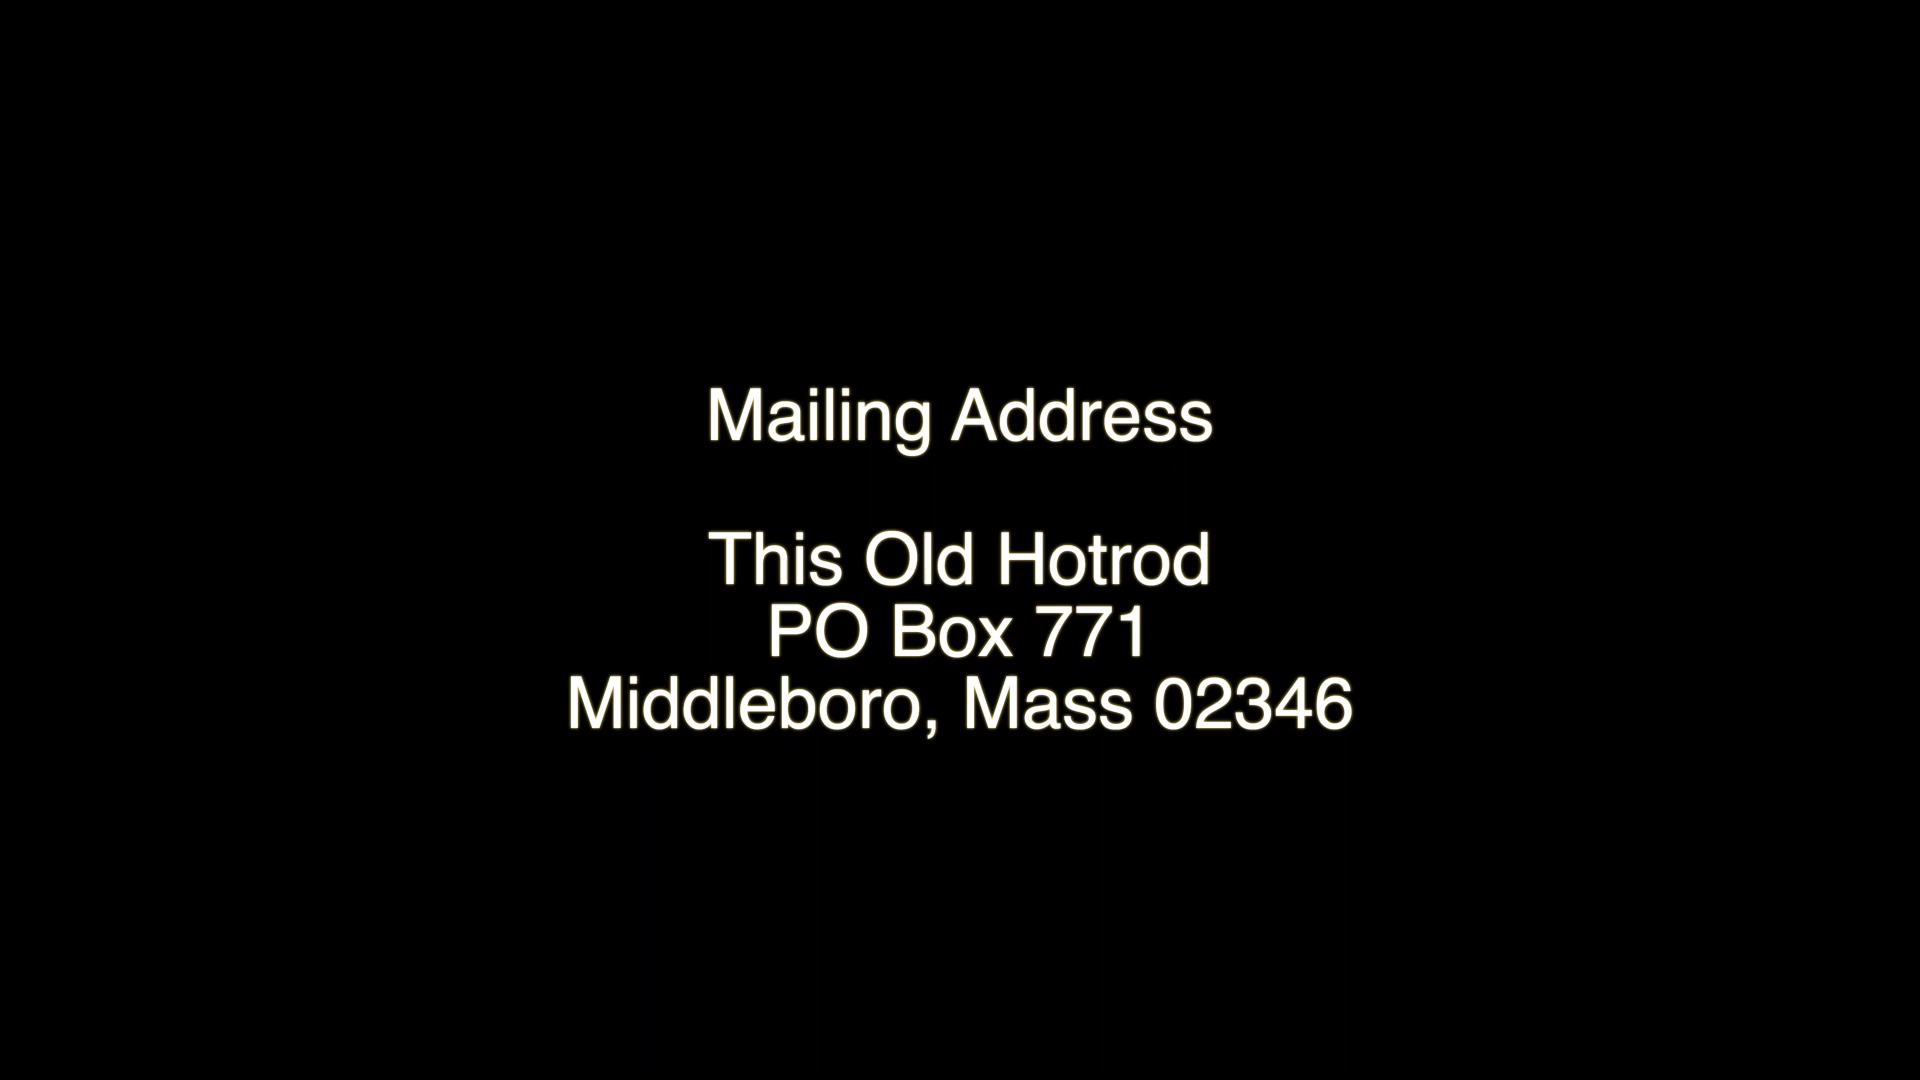 Mailing Address
This Old Hotrod
PO Box 771
Middleboro, Mass 02346